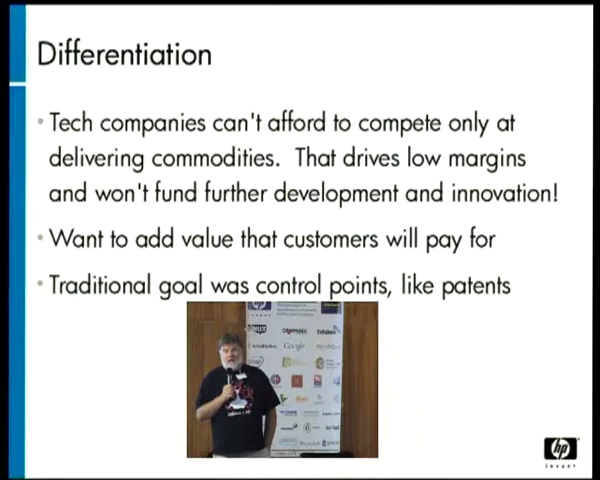 Differentiation
• Tech companies can't afford to compete only at
delivering commodities. That drives low margins
and won't fund further development and innovation!
• Want to add value that customers will pay for
• Traditional goal was control points, like patents
Google
hp
invent